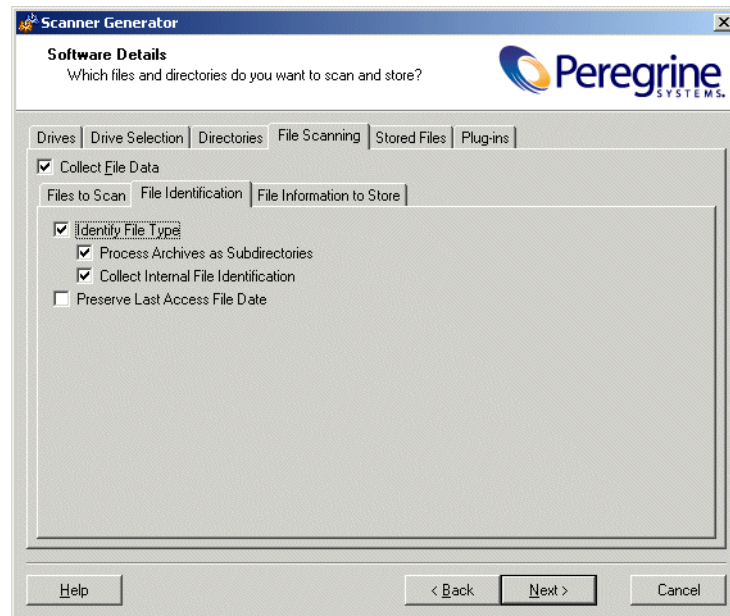 Scanner Generator
Software Details
Which files and directories do you want to scan and store?
Peregrine
SYSTEMS.
Drives Drive Selection Directories File Scanning Stored Files Plug-ins
Collect File Data
Files to Scan File Identification File Information to Store
Identify File Type
Process Archives as Subdirectories
Collect Internal File Identification
Preserve Last Access File Date
Help < Back Next > Cancel